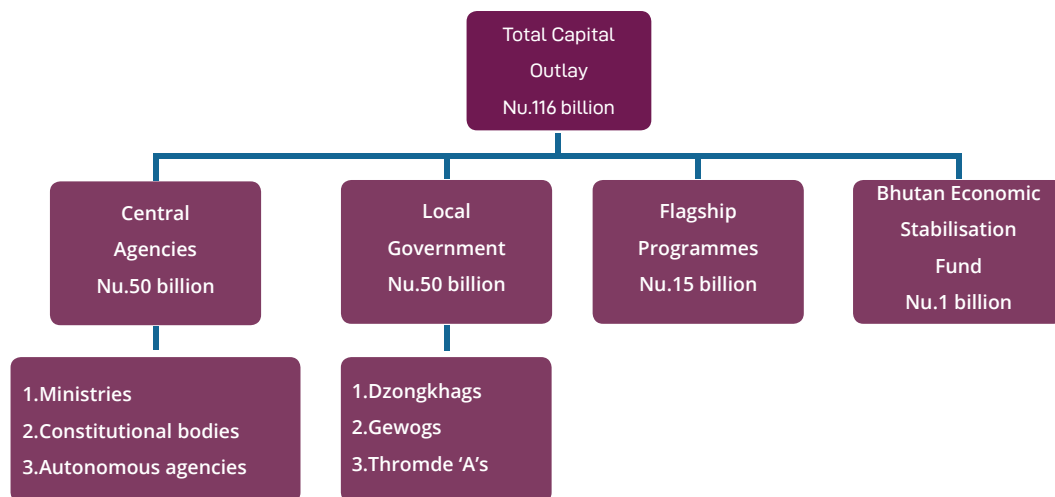 Total Capital
Outlay
Nu.116 billion
Central
Agencies
Nu.50 billion
Local
Government
Nu.50 billion
Flagship
Programmes
Nu.15 billion
Bhutan Economic
Stabilisation
Fund
Nu.1 billion
1.Ministries
2.Constitutional bodies
3.Autonomous agencies
1.Dzongkhags
2.Gewogs
3.Thromde ‘A’s